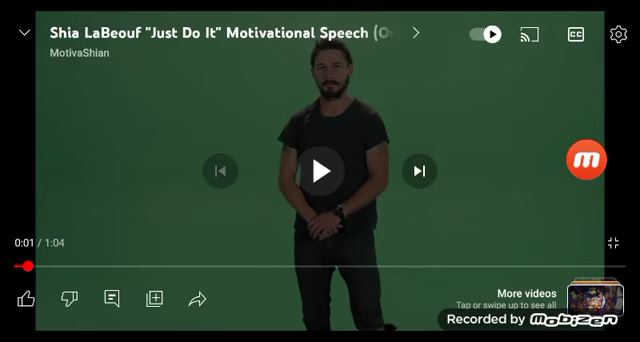 Shia LaBeouf "Just Do It" Motivational Speech (O
MotivaShian
CC
m
0:01 / 1:04
More videos
Tap or swipe up to see all
Recorded by Mobizen